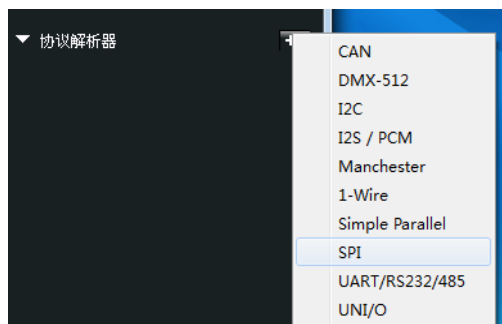 协议解析器
CAN
DMX-512
I2C
I2S / PCM
Manchester
1-Wire
Simple Parallel
SPI
UART/RS232/485
UNI/O